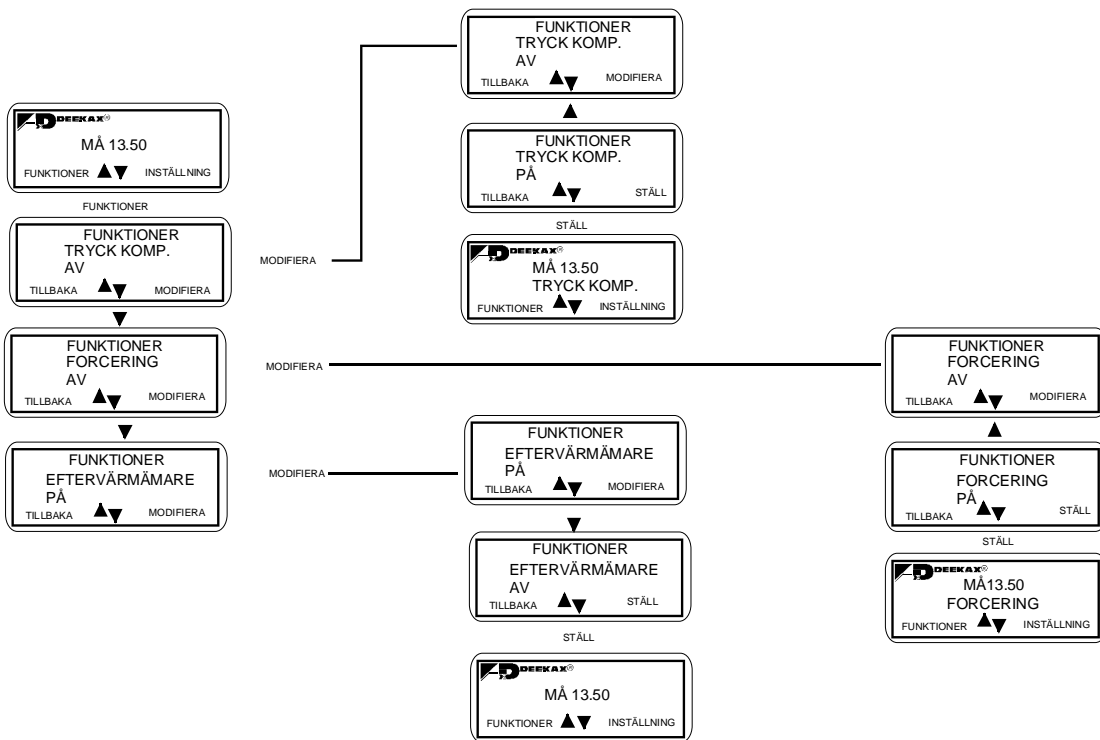 DEEKAX®
MÅ 13.50
FUNKTIONER INSTÄLLNING
FUNKTIONER
FUNKTIONER
TRYCK KOMP.
AV
TILLBAKA MODIFIERA
FUNKTIONER
FORCERING
AV
TILLBAKA MODIFIERA
FUNKTIONER
EFTERVÄRMÄMARE
PÅ
TILLBAKA MODIFIERA
MODIFIERA
MODIFIERA
MODIFIERA
FUNKTIONER
TRYCK KOMP.
AV
TILLBAKA MODIFIERA
FUNKTIONER
TRYCK KOMP.
PÅ
TILLBAKA STÄLL
STÄLL
DEEKAX®
MÅ 13.50
TRYCK KOMP.
FUNKTIONER INSTÄLLNING
FUNKTIONER
EFTERVÄRMÄMARE
PÅ
TILLBAKA MODIFIERA
FUNKTIONER
EFTERVÄRMÄMARE
AV
TILLBAKA STÄLL
STÄLL
DEEKAX®
MÅ 13.50
FUNKTIONER INSTÄLLNING
FUNKTIONER
FORCERING
AV
TILLBAKA MODIFIERA
FUNKTIONER
FORCERING
PÅ
TILLBAKA STÄLL
STÄLL
DEEKAX®
MÅ13.50
FORCERING
FUNKTIONER INSTÄLLNING